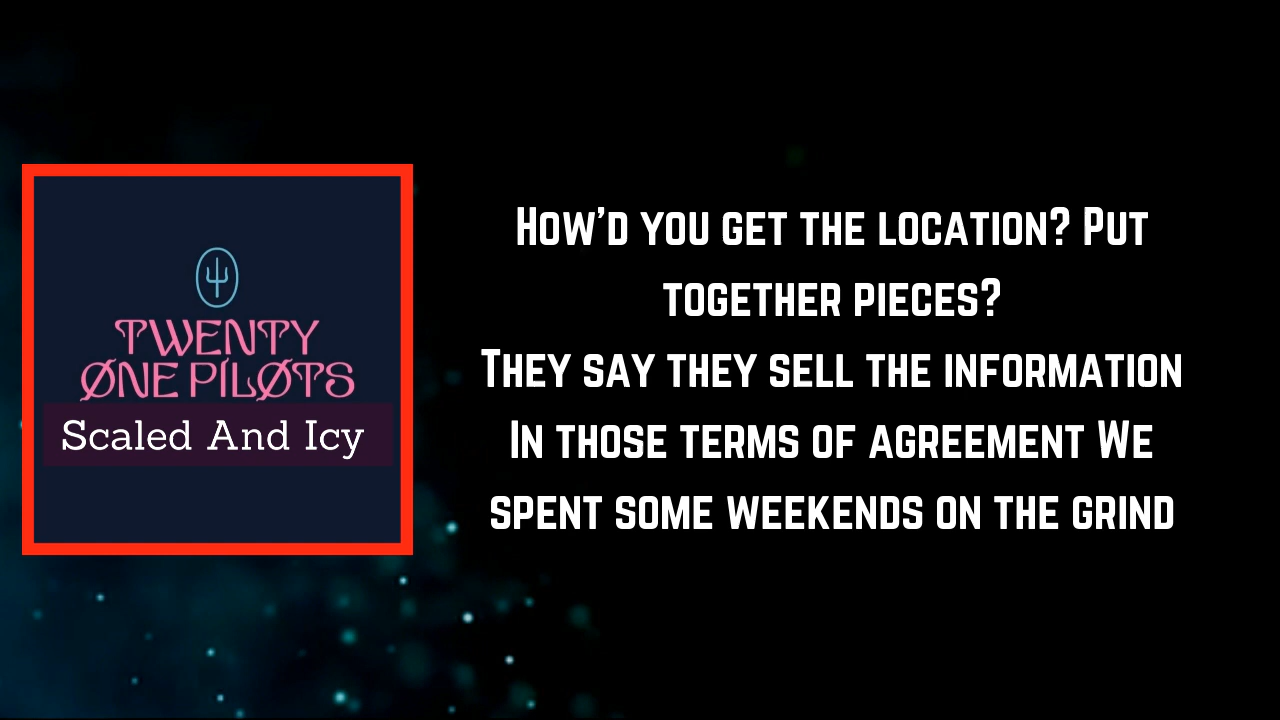 TWENTY
ØNE PILØTS
Scaled And Icy
How'd you get the location? Put
together pieces?
They say they sell the information
In those terms of agreement We
spent some weekends on the grind